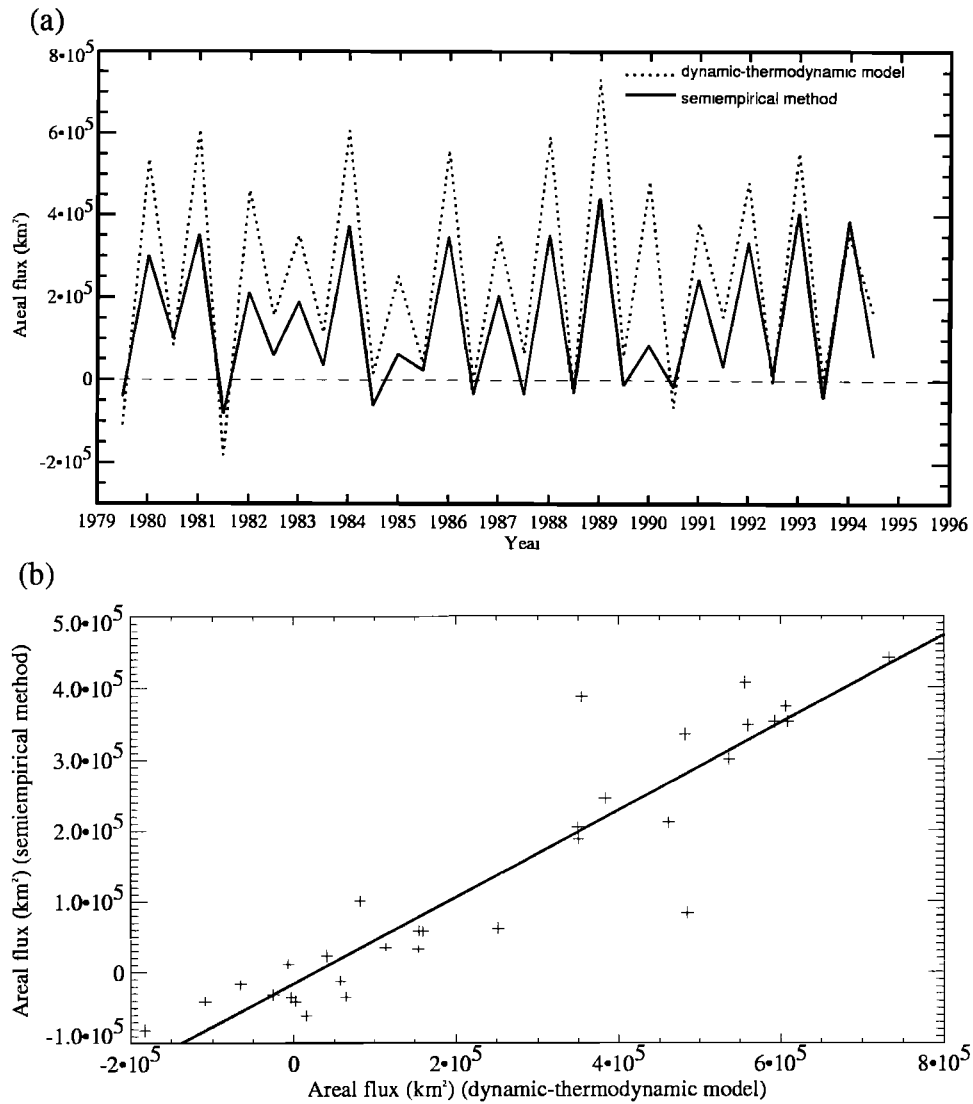 (a)
8•10⁵
6•10⁵
4•10⁵
2•10⁵
0
-2•10⁵
Areal flux (km²)
dynamic-thermodynamic model
semiempirical method
1979 1980 1981 1982 1983 1984 1985 1986 1987 1988 1989 1990 1991 1992 1993 1994 1995 1996
Year
(b)
5.0•10⁵
4.0•10⁵
3.0•10⁵
2.0•10⁵
1.0•10⁵
0
-1.0•10⁵
Areal flux (km²) (semiempirical method)
-2•10⁵ 0 2•10⁵ 4•10⁵ 6•10⁵ 8•10⁵
Areal flux (km²) (dynamic-thermodynamic model)